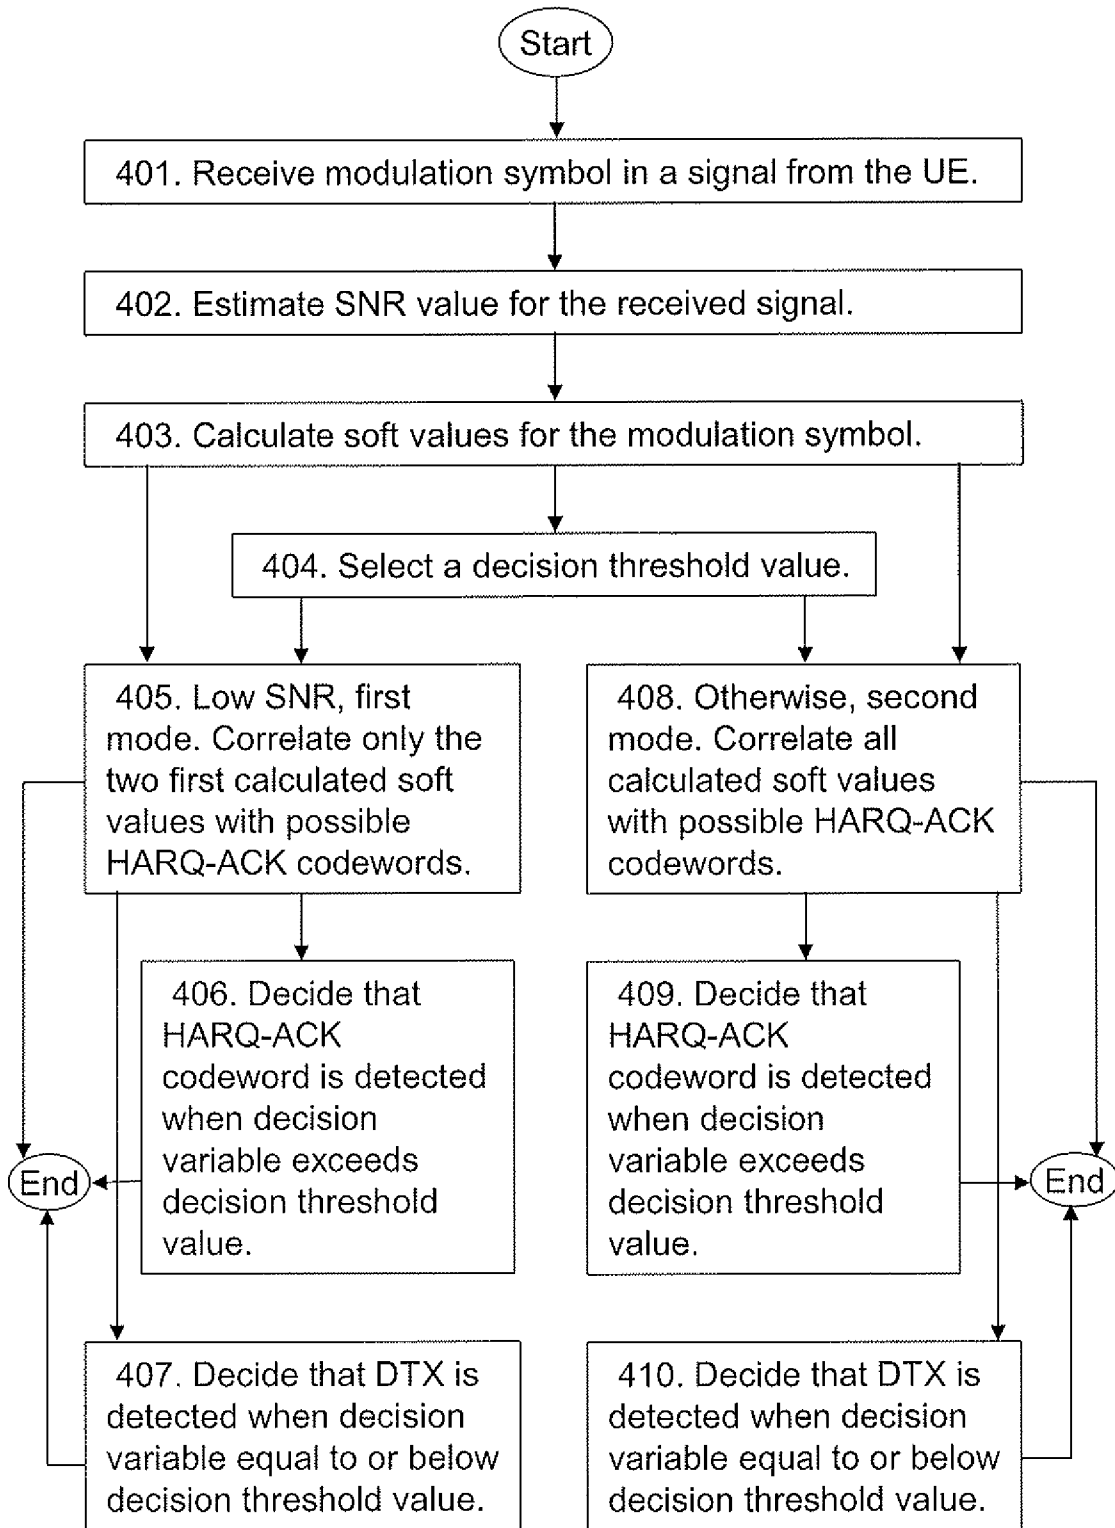 Start
401. Receive modulation symbol in a signal from the UE.
402. Estimate SNR value for the received signal.
403. Calculate soft values for the modulation symbol.
404. Select a decision threshold value.
405. Low SNR, first
mode. Correlate only the
two first calculated soft
values with possible
HARQ-ACK codewords.
408. Otherwise, second
mode. Correlate all
calculated soft values
with possible HARQ-ACK
codewords.
406. Decide that
HARQ-ACK
codeword is detected
when decision
variable exceeds
decision threshold
value.
409. Decide that
HARQ-ACK
codeword is detected
when decision
variable exceeds
decision threshold
value.
End
End
407. Decide that DTX is
detected when decision
variable equal to or below
decision threshold value.
410. Decide that DTX is
detected when decision
variable equal to or below
decision threshold value.